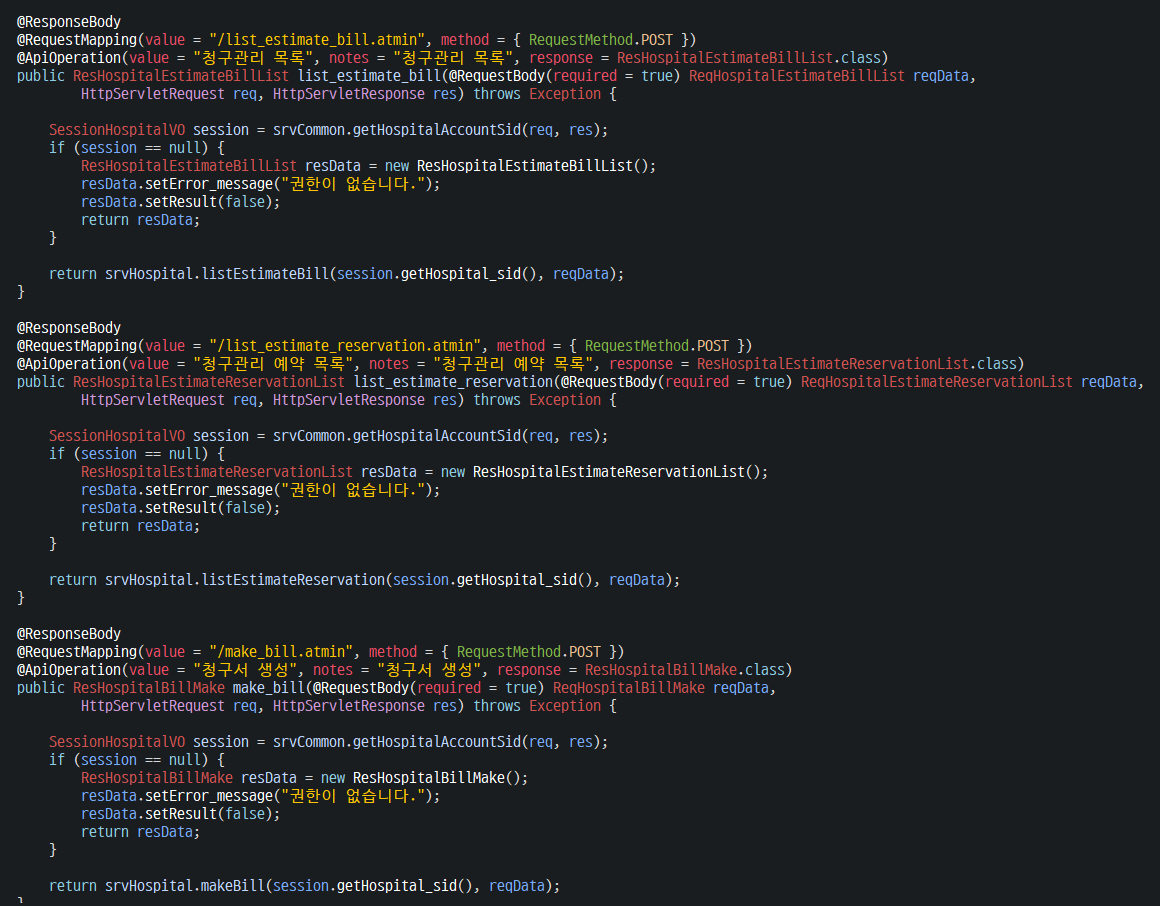 @ResponseBody
@RequestMapping(value = "/list_estimate_bill.atmin", method = { RequestMethod.POST })
@ApiOperation(value = "청구관리 목록", notes = "청구관리 목록", response = ResHospitalEstimateBillList.class)
public ResHospitalEstimateBillList list_estimate_bill(@RequestBody(required = true) ReqHospitalEstimateBillList reqData,
        HttpServletRequest req, HttpServletResponse res) throws Exception {

    SessionHospitalVO session = srvCommon.getHospitalAccountSid(req, res);
    if (session == null) {
        ResHospitalEstimateBillList resData = new ResHospitalEstimateBillList();
        resData.setError_message("권한이 없습니다.");
        resData.setResult(false);
        return resData;
    }

    return srvHospital.listEstimateBill(session.getHospital_sid(), reqData);
}

@ResponseBody
@RequestMapping(value = "/list_estimate_reservation.atmin", method = { RequestMethod.POST })
@ApiOperation(value = "청구관리 예약 목록", notes = "청구관리 예약 목록", response = ResHospitalEstimateReservationList.class)
public ResHospitalEstimateReservationList list_estimate_reservation(@RequestBody(required = true) ReqHospitalEstimateReservationList reqData,
        HttpServletRequest req, HttpServletResponse res) throws Exception {

    SessionHospitalVO session = srvCommon.getHospitalAccountSid(req, res);
    if (session == null) {
        ResHospitalEstimateReservationList resData = new ResHospitalEstimateReservationList();
        resData.setError_message("권한이 없습니다.");
        resData.setResult(false);
        return resData;
    }

    return srvHospital.listEstimateReservation(session.getHospital_sid(), reqData);
}

@ResponseBody
@RequestMapping(value = "/make_bill.atmin", method = { RequestMethod.POST })
@ApiOperation(value = "청구서 생성", notes = "청구서 생성", response = ResHospitalBillMake.class)
public ResHospitalBillMake make_bill(@RequestBody(required = true) ReqHospitalBillMake reqData,
        HttpServletRequest req, HttpServletResponse res) throws Exception {

    SessionHospitalVO session = srvCommon.getHospitalAccountSid(req, res);
    if (session == null) {
        ResHospitalBillMake resData = new ResHospitalBillMake();
        resData.setError_message("권한이 없습니다.");
        resData.setResult(false);
        return resData;
    }

    return srvHospital.makeBill(session.getHospital_sid(), reqData);
}